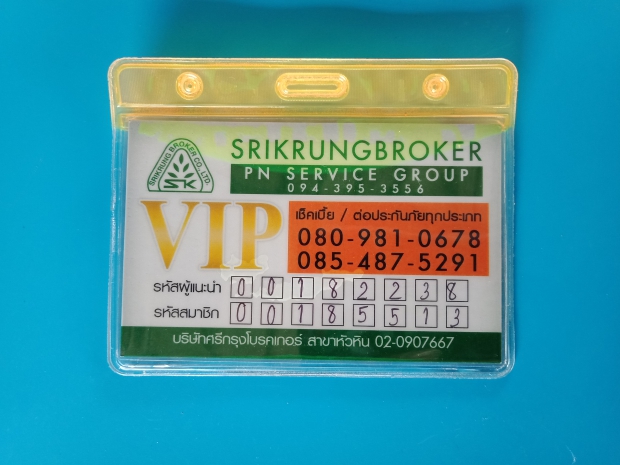 SRIKRUNG BROKER CO., LTD.
SK
SRIKRUNGBROKER
PN SERVICE GROUP
094-395-3556
VIP
เช็คเบี้ย / ต่อประกันภัยทุกประเภท
080-981-0678
085-487-5291
รหัสผู้แนะนำ 0 0 1 8 2 2 3 8
รหัสสมาชิก 0 0 1 8 5 5 1 3
บริษัทศรีกรุงโบรคเกอร์ สาขาหัวหิน 02-0907667